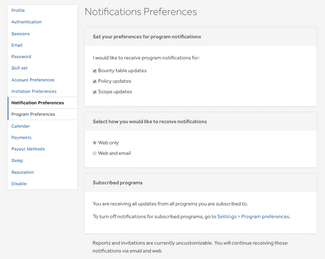 Profile
Authentication
Sessions
Email
Password
Account Preferences
Invitation Preferences
Notification Preferences
Program Preferences
Calendar
Payments
Payout Methods
Swag
Reputation
Disable
Notifications Preferences
Set your preferences for program notifications
I would like to receive program notifications for:
Bounty table updates
Policy updates
Scope updates
Select how you would like to receive notifications
Web only
Web and email
Subscribed programs
You are receiving all updates from all programs you are subscribed to.
To turn off notifications for subscribed programs, go to Settings > Program preferences.
Reports and invitations are currently uncustomizable. You will continue receiving those
notifications via email and web